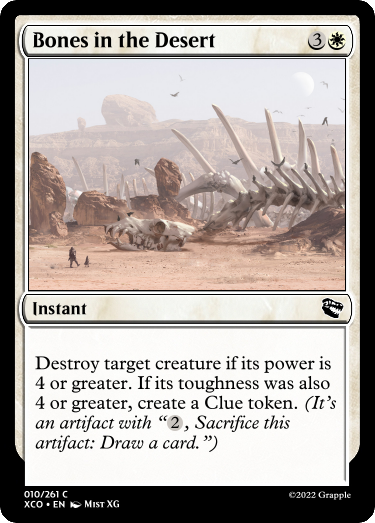 Bones in the Desert 3
Instant
Destroy target creature if its power is
4 or greater. If its toughness was also
4 or greater, create a Clue token. (It's
an artifact with “2, Sacrifice this
artifact: Draw a card.”)
010/261 C
XCO • EN Mist XG
©2022 Grapple